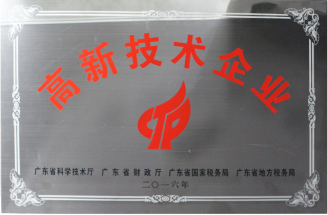 高新技术企业
广东省科学技术厅 广东省财政厅 广东省国家税务局 广东省地方税务局
二〇一六年